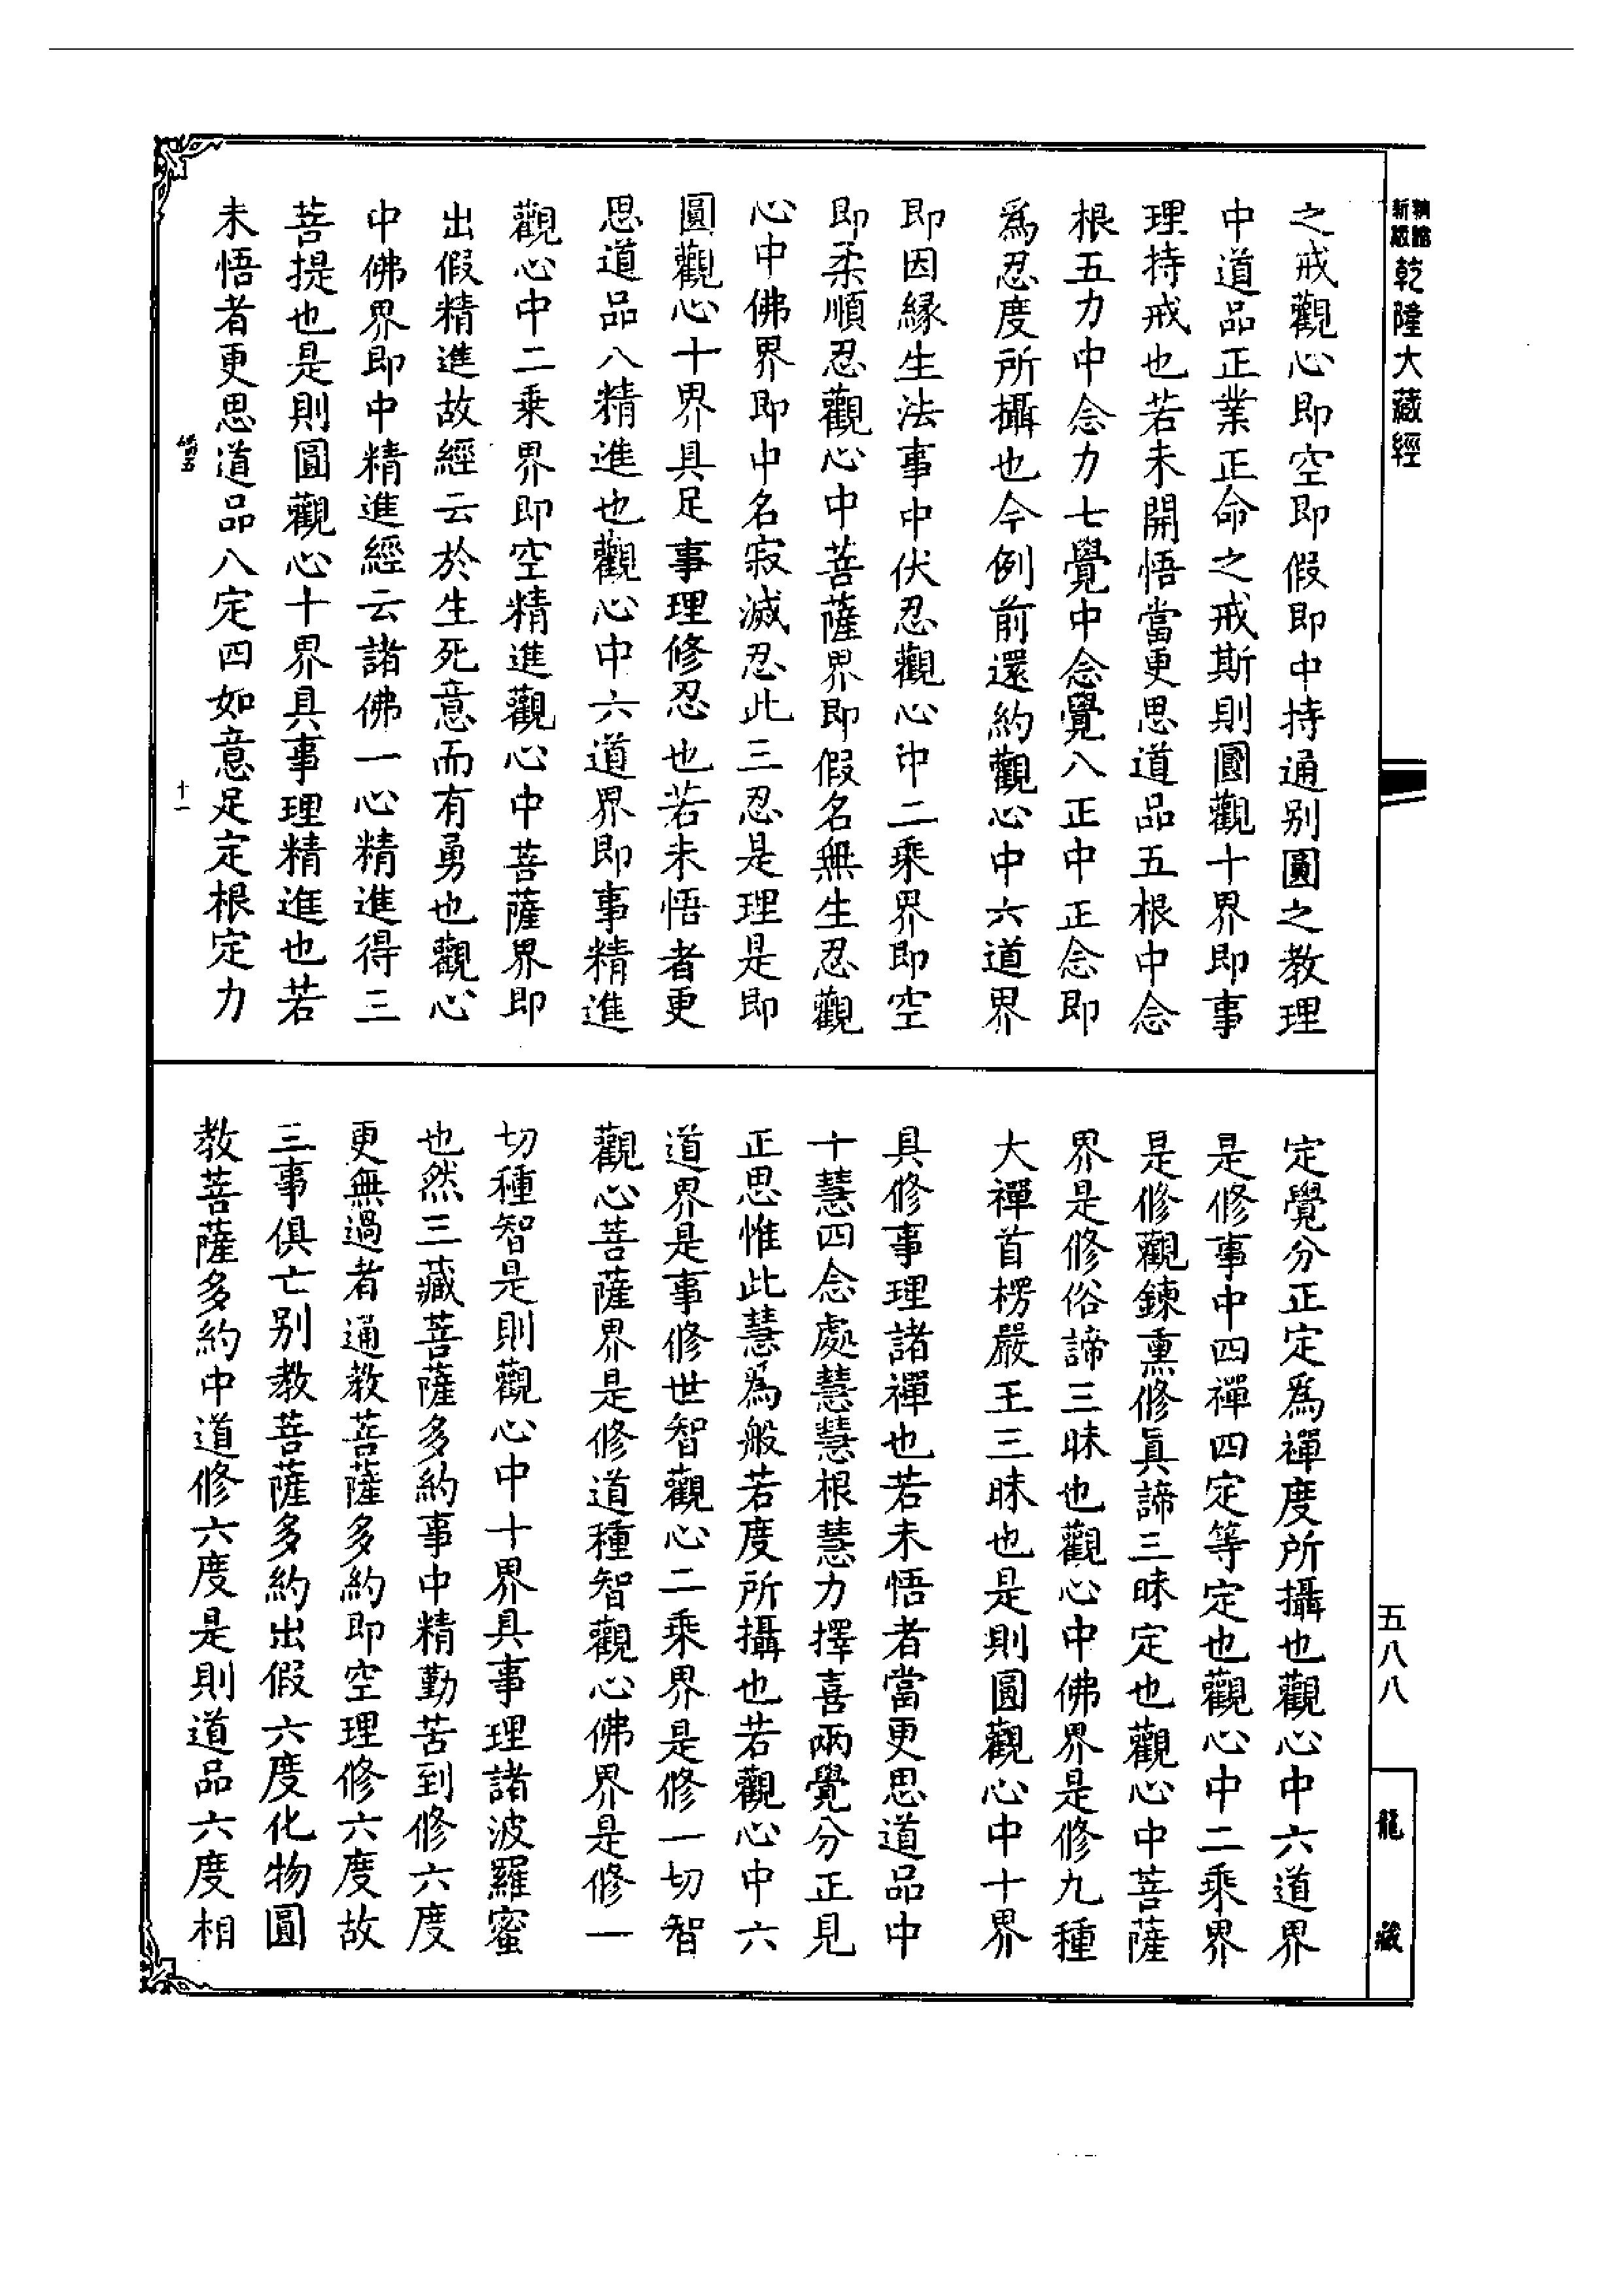 乾隆大藏經
之戒觀心即空即假即中持通別圓之教理
中道品正業正命之戒斯則圓觀十界即事
理持戒也若未開悟當更思道品五根中念
根五力中念力七覺中念覺八正中正念即
為忍度所攝也今例前還約觀心中六道界
即因緣生法事中伏忍觀心中二乘界即空
即柔順忍觀心中菩薩界即假名無生忍觀
心中佛界即中名寂滅忍此三忍是理是即
圓觀心十界具足事理修忍也若未悟者更
思道品八精進也觀心中六道界即事精進
觀心中二乘界即空精進觀心中菩薩界即
出假精進故經云於生死意而有勇也觀心
中佛界即中精進經云諸佛一心精進得三
菩提也是則圓觀心十界具事理精進也若
未悟者更思道品八定四如意足定根定力
十一
定覺分正定為禪度所攝也觀心中六道界
是修事中四禪四定等定也觀心中二乘界
是修觀鍊熏修真諦三昧定也觀心中菩薩
界是修俗諦三昧也觀心中佛界是修九種
大禪首楞嚴王三昧也是則圓觀心中十界
具修事理諸禪也若未悟者當更思道品中
十慧四念處慧慧根慧力擇喜兩覺分正見
正思惟此慧為般若度所攝也若觀心中六
道界是事修世智觀心二乘界是修一切智
觀心菩薩界是修道種智觀心佛界是修一
切種智是則觀心中十界具事理諸波羅蜜
也然三藏菩薩多約事中精勤苦到修六度
更無過者通教菩薩多約即空理修六度故
三事俱亡別教菩薩多約出假六度化物圓
教菩薩多約中道修六度是則道品六度相
五八八
龍藏